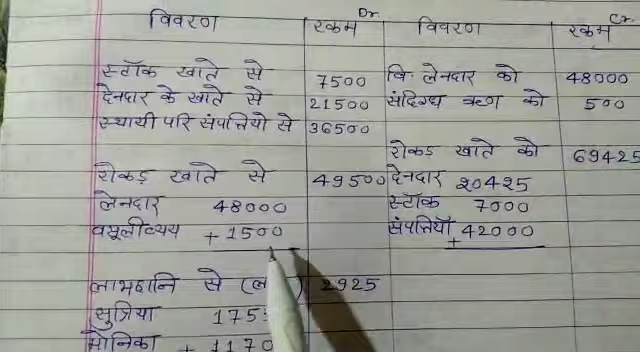 विवरण रकम Dr विवरण रकम Cr
स्टॉक खाते से 7500 वि. लेनदार को 48000
देनदार के खाते से 21500 संदिग्ध ऋण को 500
स्थायी परिसंपत्तियो से 36500
रोकड़ खाते को 69425
रोकड़ खाते से 49500 देनदार 20425
लेनदार 48000 स्टॉक 7000
वसूलीव्यय +1500 संपत्तियाँ +42000
लाभहानि से 2925
सुप्रिया
मोनिका +1170